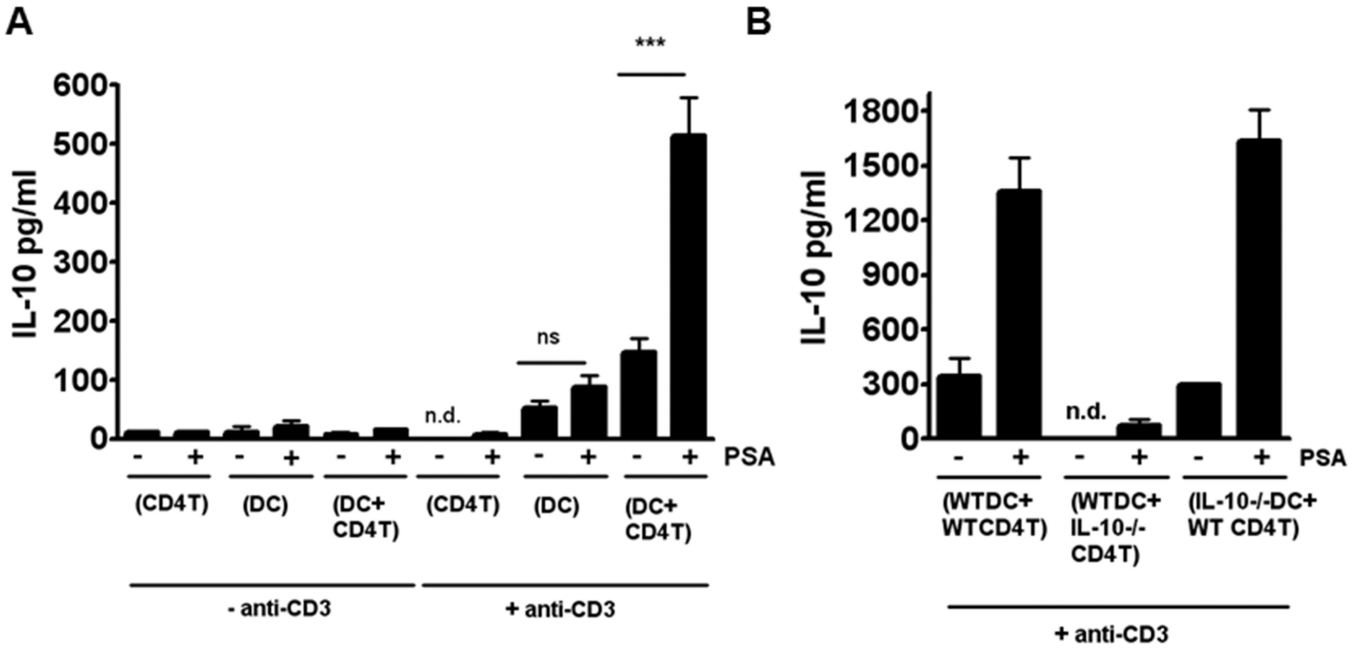 A
IL-10 pg/ml
600
500
400
300
200
100
0
n.d.
ns
***
- + - + - + - + - + - + PSA
(CD4T) (DC) (DC+ (CD4T) (DC) (DC+
CD4T) CD4T)
- anti-CD3 + anti-CD3
B
IL-10 pg/ml
1800
1500
1200
900
600
300
0
n.d.
- + - + - + PSA
(WTDC+ (WTDC+ (IL-10-/-DC+
WTCD4T) IL-10-/- WT CD4T)
CD4T)
+ anti-CD3